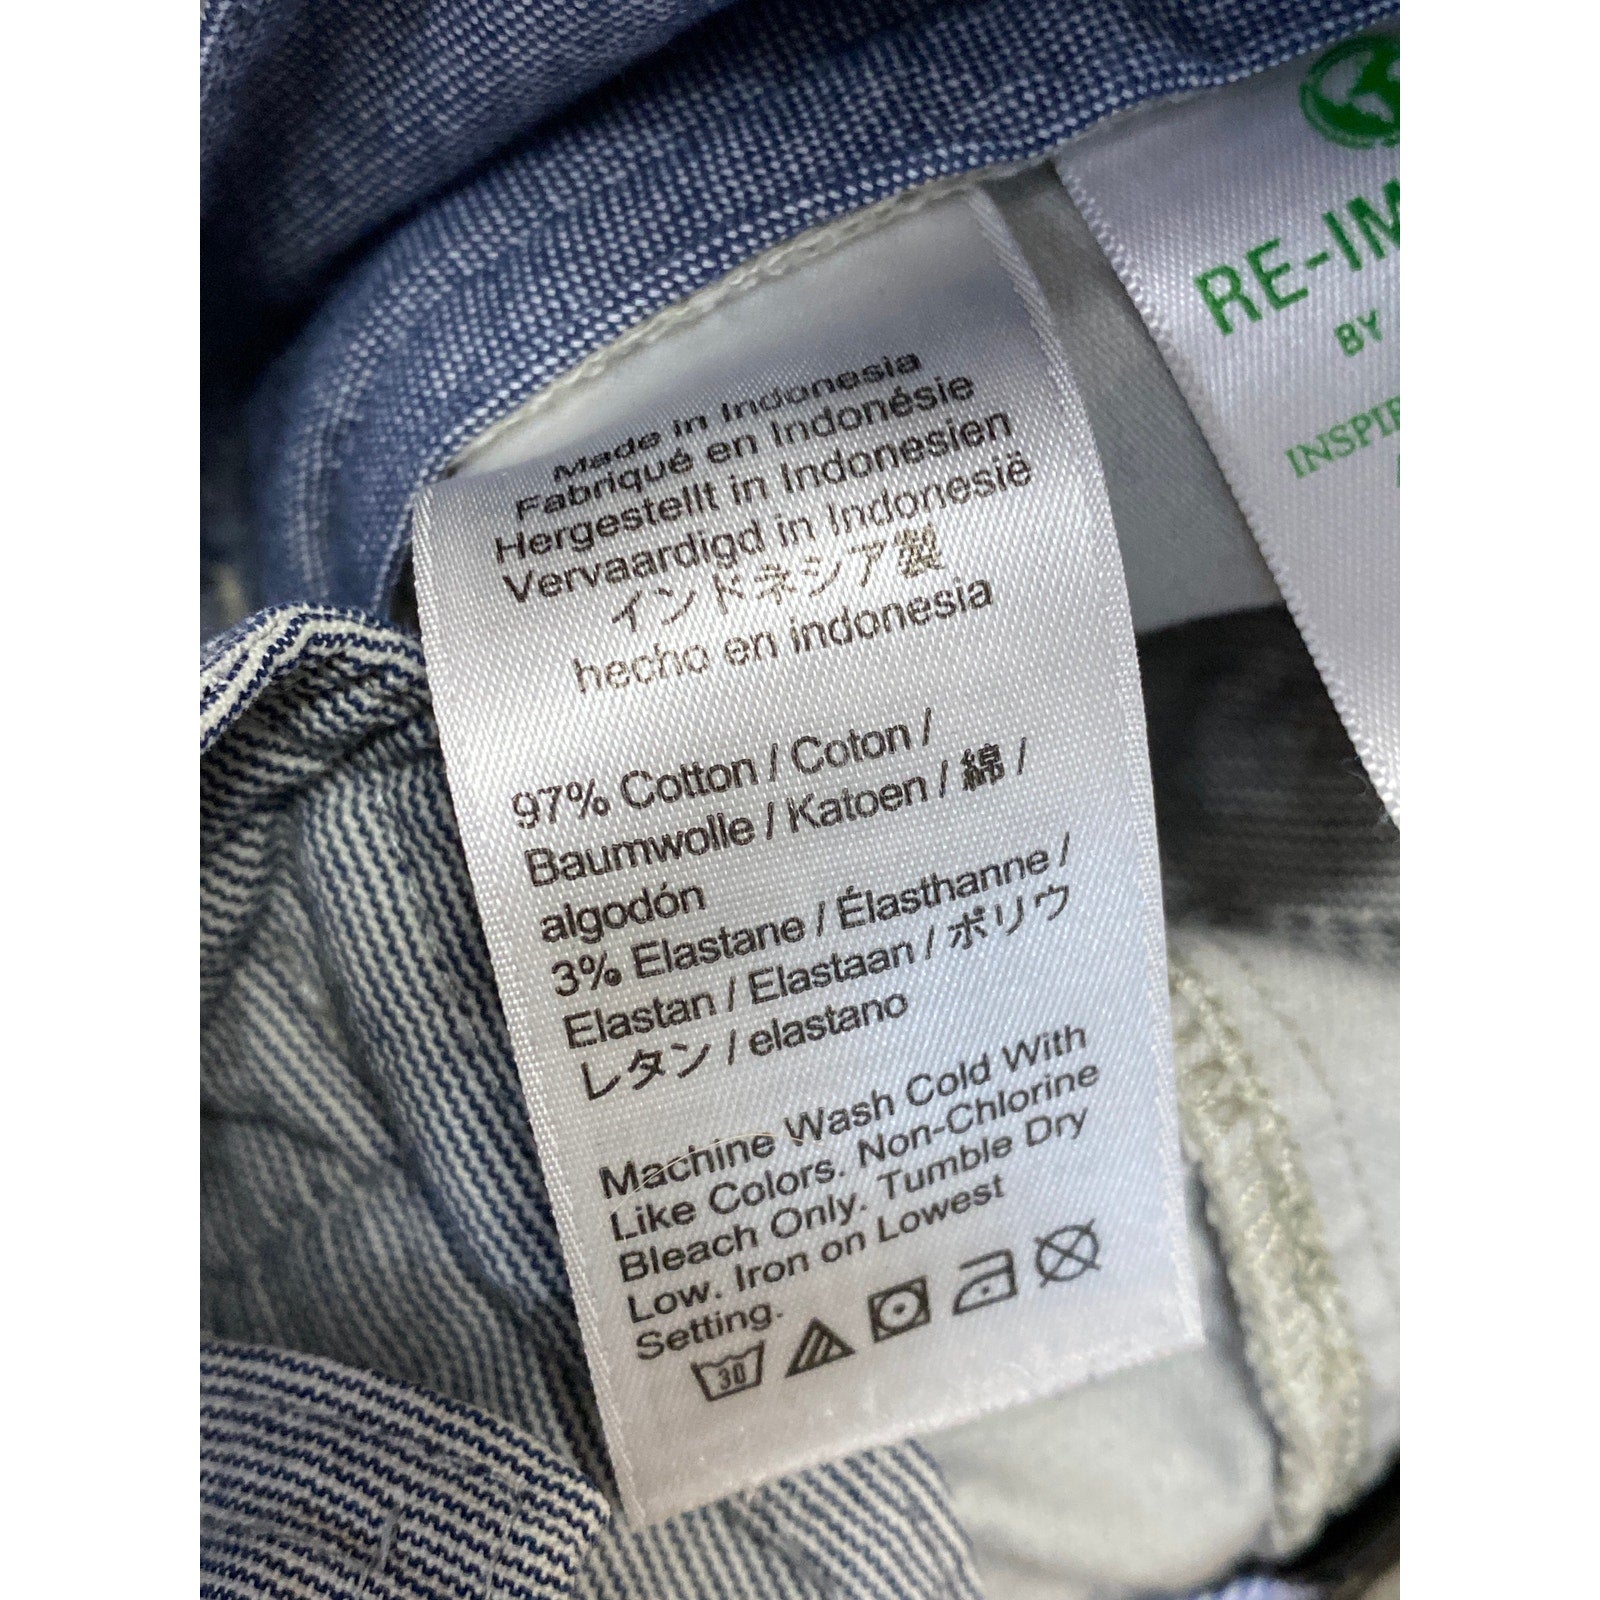 Made in Indonesia
Fabriqué en Indonésie
Hergestellt in Indonesien
Vervaardigd in Indonesië
インドネシア製
hecho en indonesia
97% Cotton / Coton /
Baumwolle / Katoen / 綿 /
algodón
3% Elastane / Élasthanne /
Elastan / Elastaan / ポリウ
レタン / elastano
Machine Wash Cold With
Like Colors. Non-Chlorine
Bleach Only. Tumble Dry
Low. Iron on Lowest
Setting.
30
RE-IM
BY
INSPI